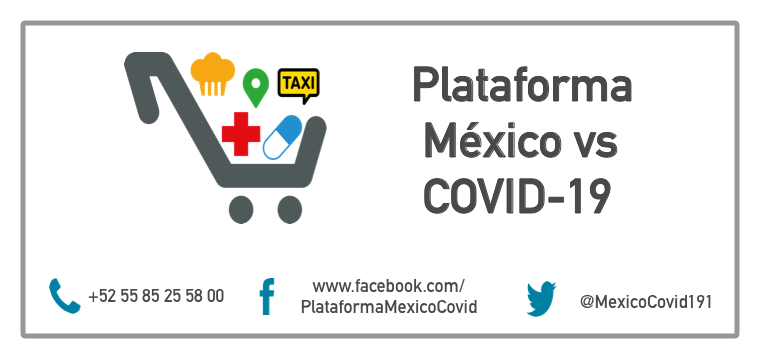 TAXI
Plataforma
México vs
COVID-19
+52 55 85 25 58 00
www.facebook.com/
PlataformaMexicoCovid
@MexicoCovid191